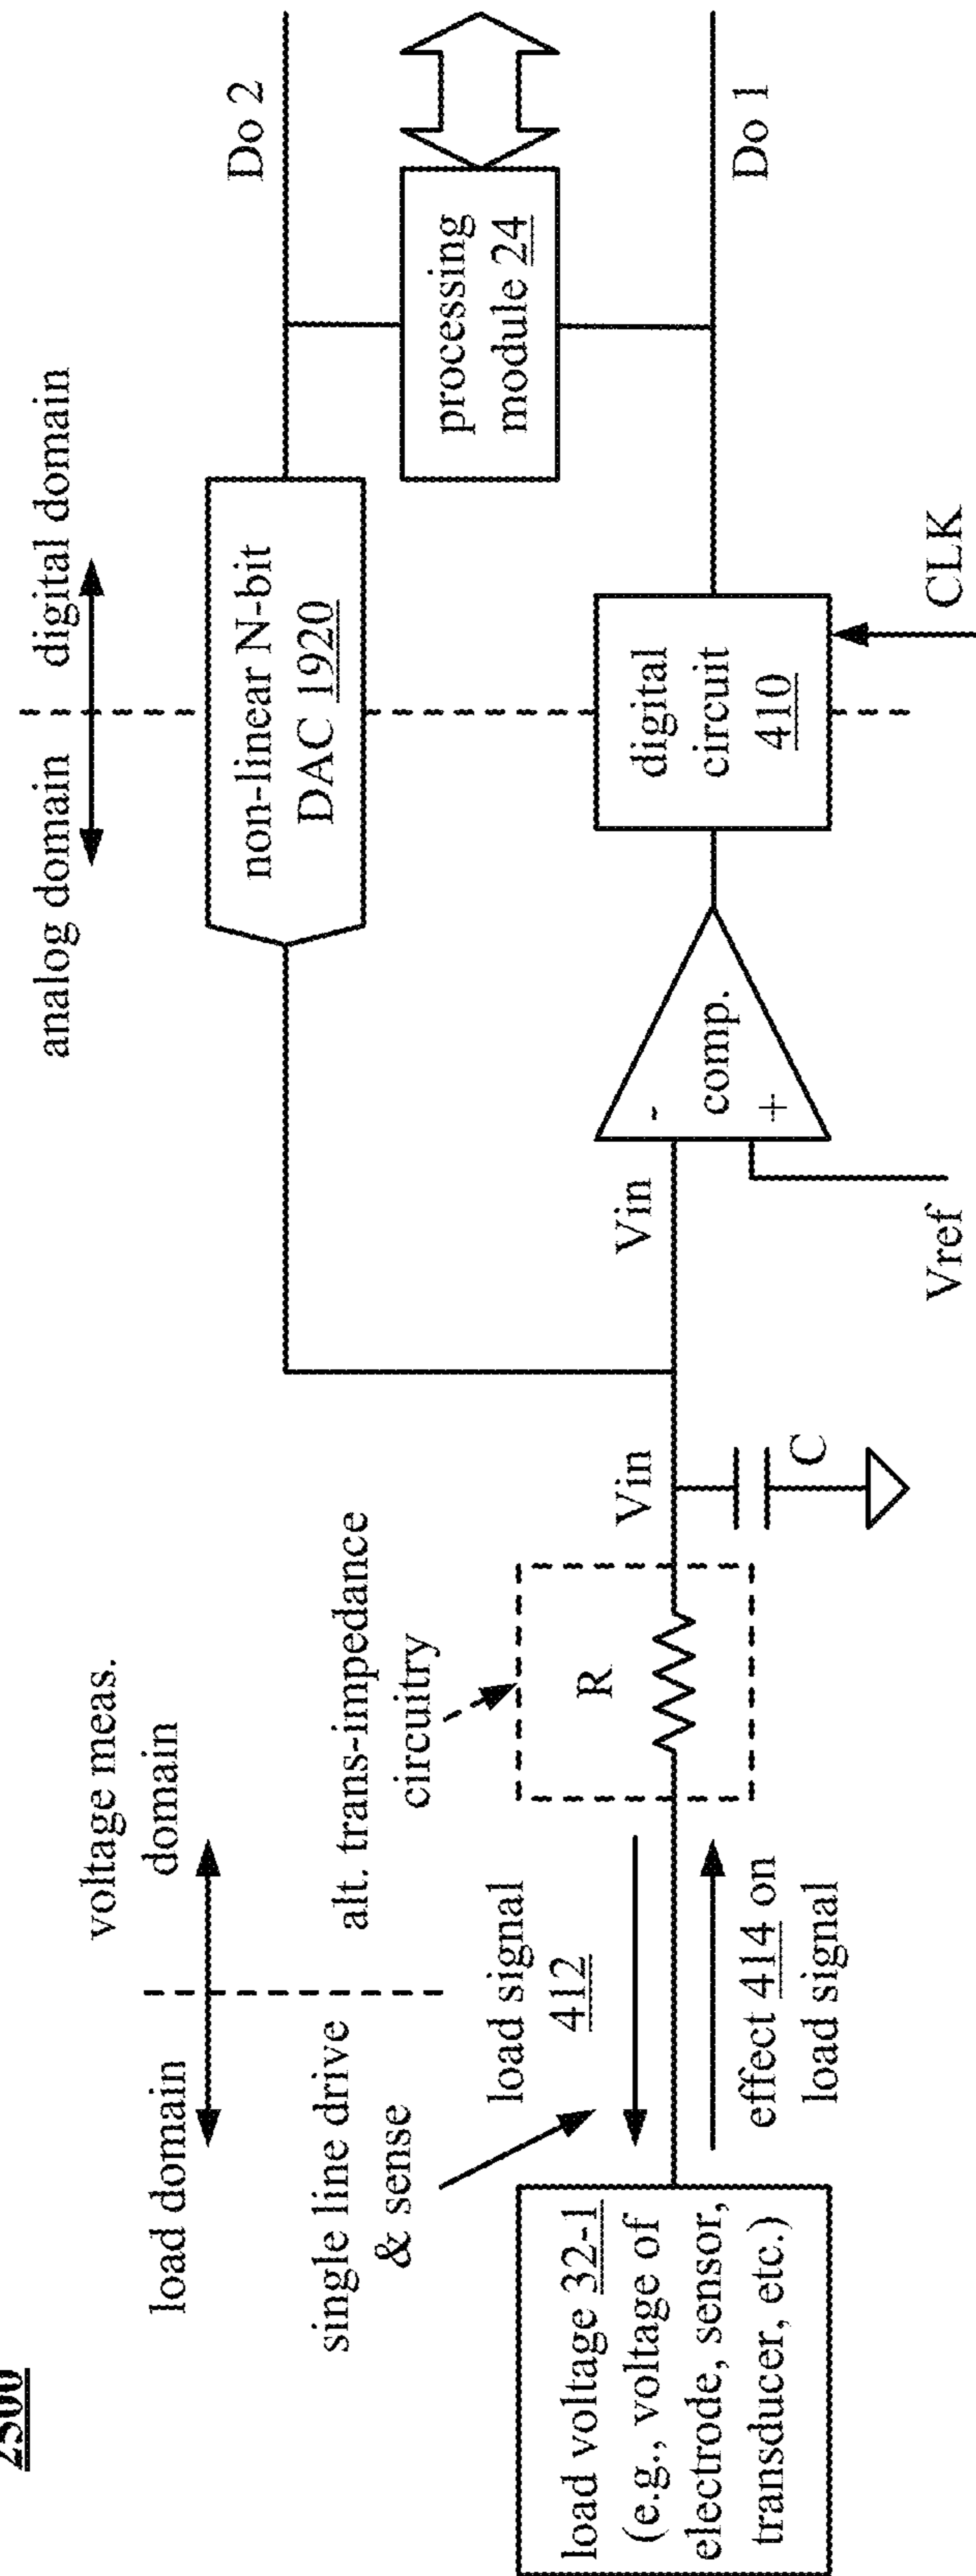 2500
load domain
voltage meas.
domain
analog domain
digital domain
single line drive
& sense
alt. trans-impedance
circuitry
load signal
412
R
effect 414 on
load signal
load voltage 32-1
(e.g., voltage of
electrode, sensor,
transducer, etc.)
Vin
C
Vin
Vref
-
comp.
+
non-linear N-bit
DAC 1920
digital
circuit
410
CLK
processing
module 24
Do 2
Do 1